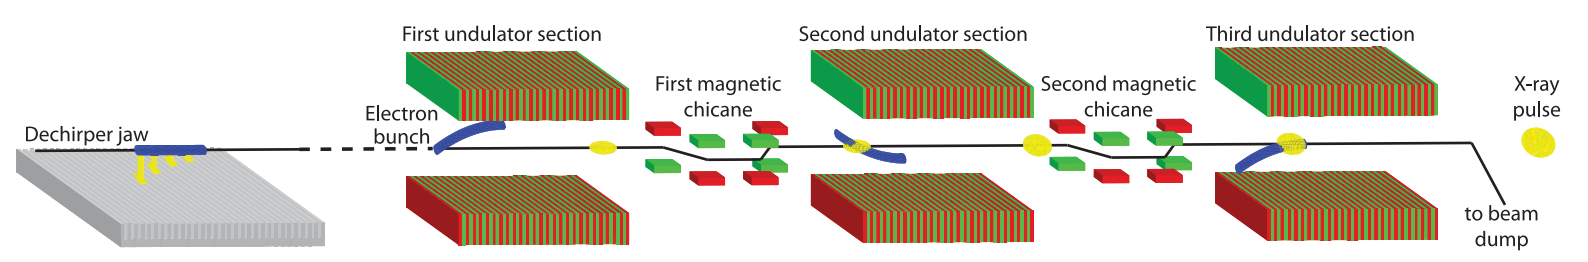 Dechirper jaw
Electron
bunch
First undulator section
First magnetic
chicane
Second undulator section
Second magnetic
chicane
Third undulator section
X-ray
pulse
to beam
dump